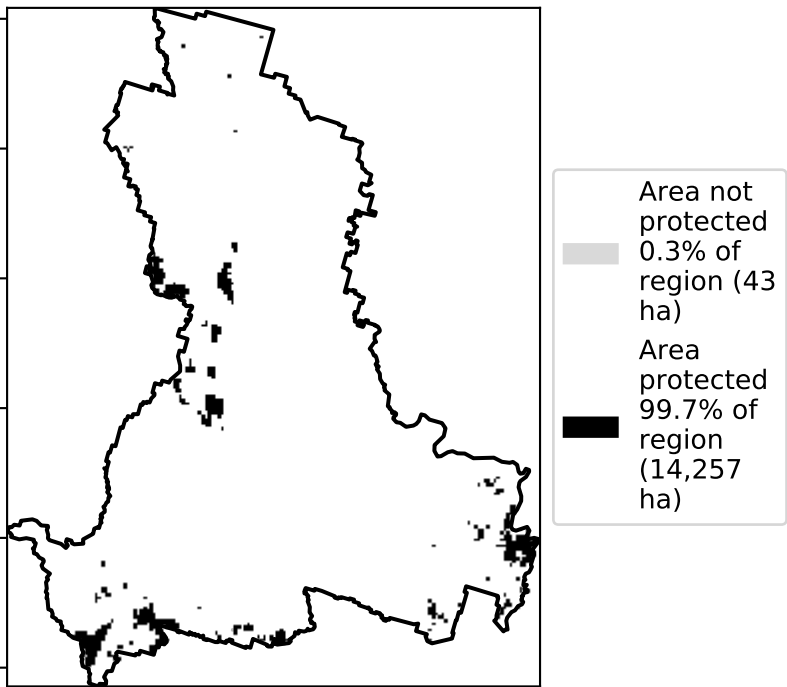 Area not
protected
0.3% of
region (43
ha)
Area
protected
99.7% of
region
(14,257
ha)